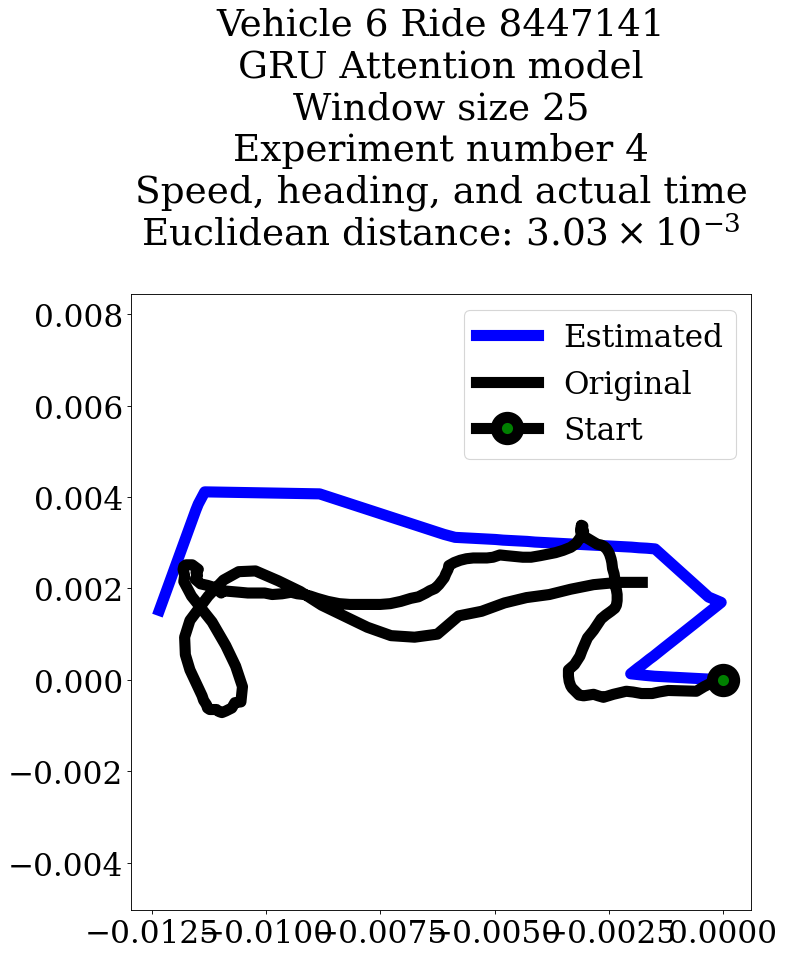 Vehicle 6 Ride 8447141
GRU Attention model
Window size 25
Experiment number 4
Speed, heading, and actual time
Euclidean distance: 3.03 × 10⁻³
0.008
0.006
0.004
0.002
0.000
−0.002
−0.004
Estimated
Original
Start
−0.0125 −0.0100 −0.0075 −0.0050 −0.0025 0.0000